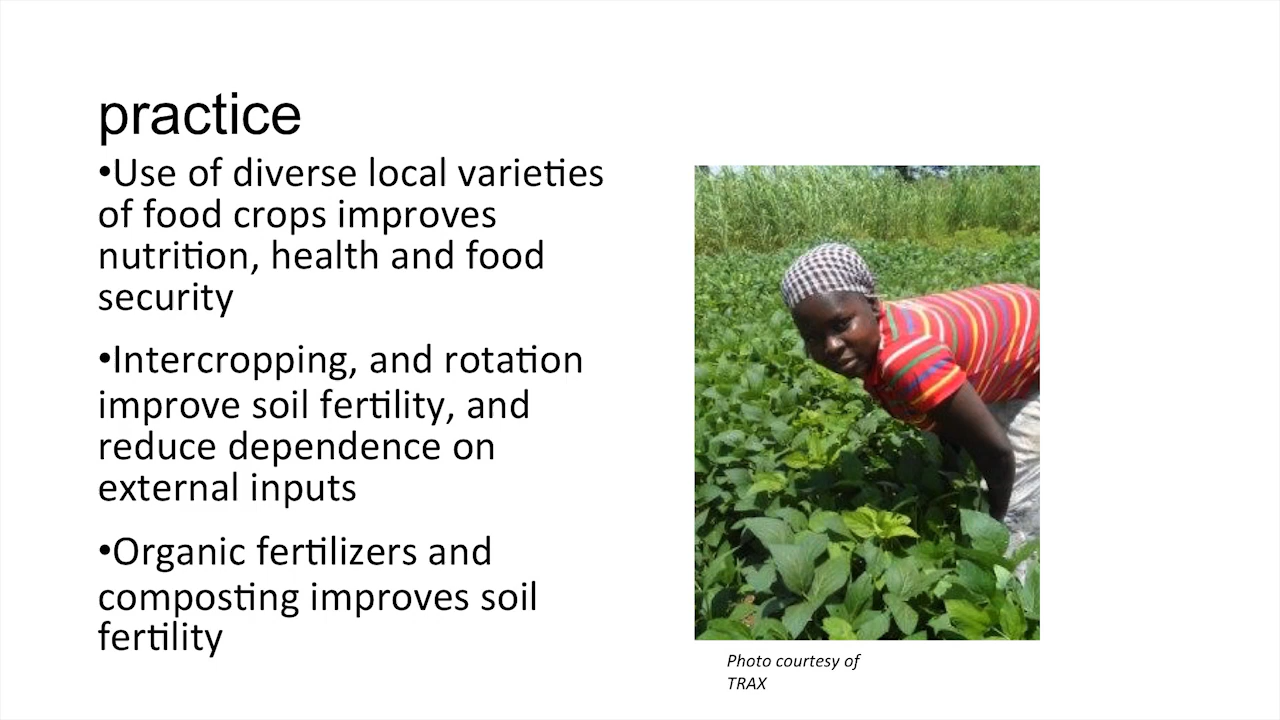 practice
•Use of diverse local varieties
of food crops improves
nutrition, health and food
security
•Intercropping, and rotation
improve soil fertility, and
reduce dependence on
external inputs
•Organic fertilizers and
composting improves soil
fertility
Photo courtesy of
TRAX